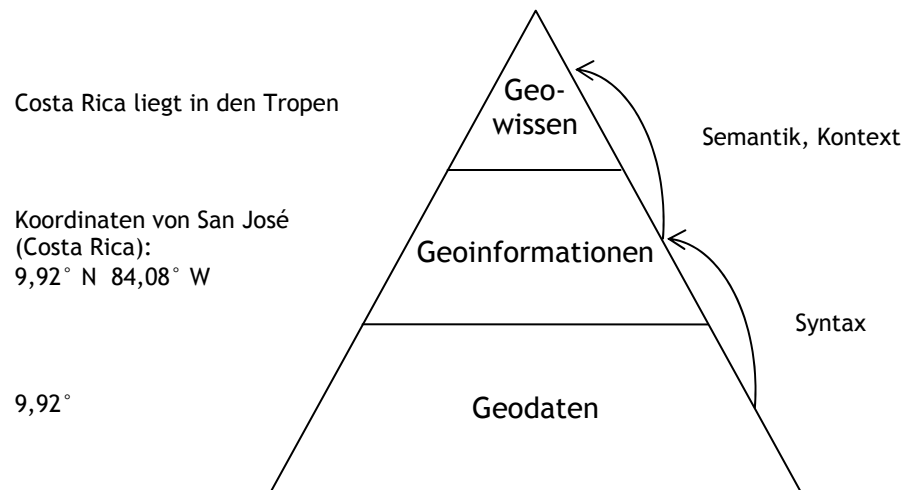 Geo-
wissen
Costa Rica liegt in den Tropen
Semantik, Kontext
Koordinaten von San José
(Costa Rica):
9,92° N  84,08° W
Geoinformationen
Syntax
9,92°
Geodaten